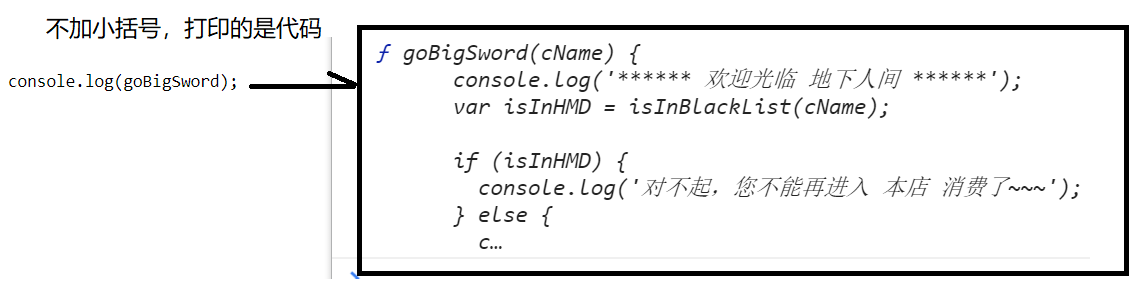 不加小括号，打印的是代码
console.log(goBigSword);
ƒ goBigSword(cName) {
console.log('****** 欢迎光临 地下人间 ******');
var isInHMD = isInBlackList(cName);
if (isInHMD) {
console.log('对不起，您不能再进入 本店 消费了~~~');
} else {
c…